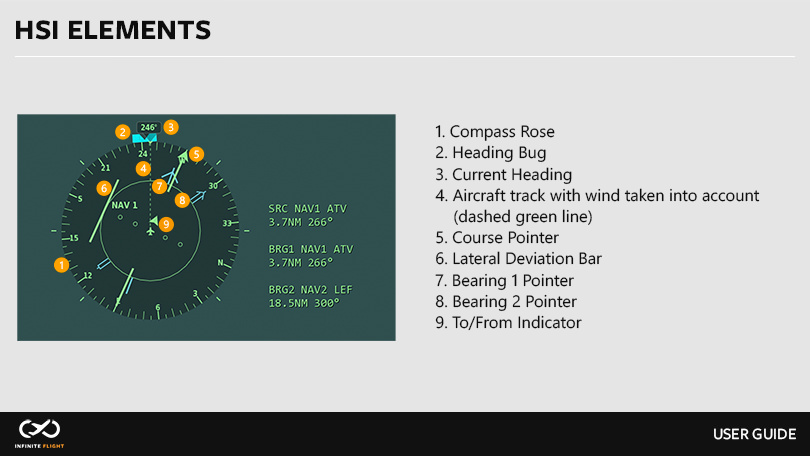 HSI ELEMENTS
2
246°
3
24
21
4
5
6
7
30
8
5
NAV 1
9
SRC NAV1 ATV
3.7NM 266°
33
15
BRG1 NAV1 ATV
3.7NM 266°
1
12
N
BRG2 NAV2 LEF
18.5NM 300°
3
6
1. Compass Rose
2. Heading Bug
3. Current Heading
4. Aircraft track with wind taken into account
(dashed green line)
5. Course Pointer
6. Lateral Deviation Bar
7. Bearing 1 Pointer
8. Bearing 2 Pointer
9. To/From Indicator
INFINITE FLIGHT
USER GUIDE